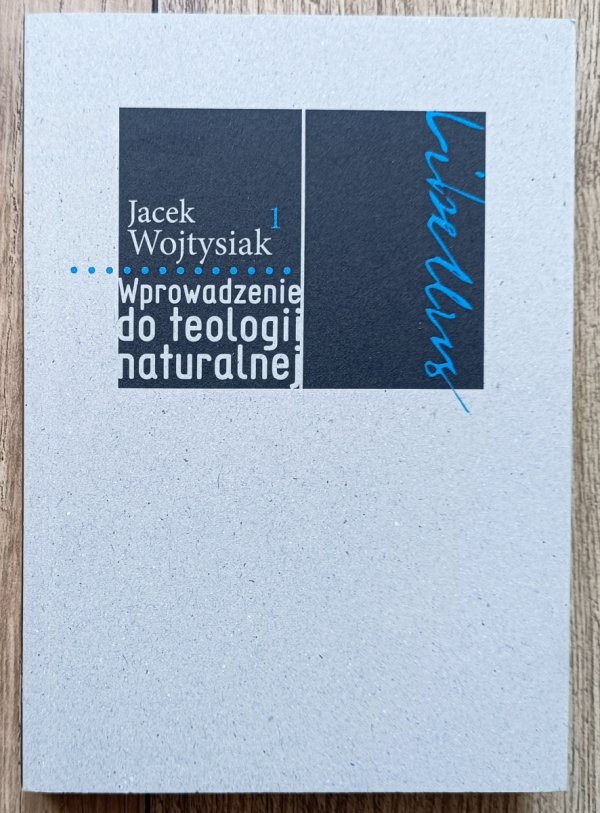 Jacek
Wojtysiak
1
Wprowadzenie
do teologii
naturalnej
Libellus